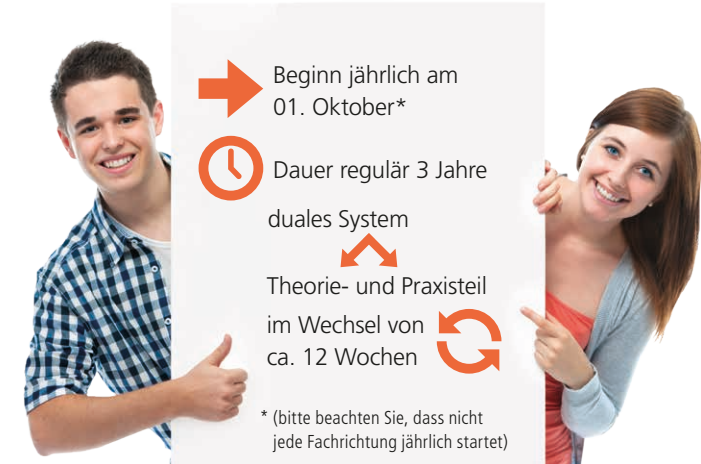 Beginn jährlich am
01. Oktober*
Dauer regulär 3 Jahre
duales System
Theorie- und Praxisteil
im Wechsel von
ca. 12 Wochen
* (bitte beachten Sie, dass nicht
jede Fachrichtung jährlich startet)